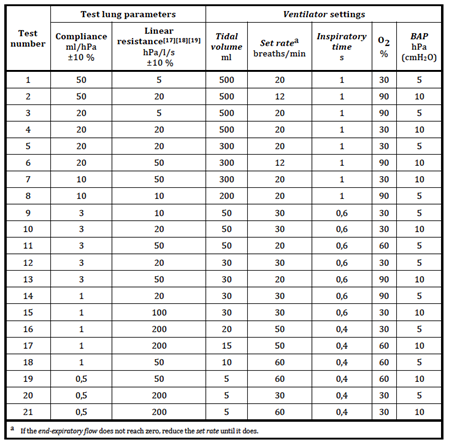 Test number
Test lung parameters
Ventilator settings
Compliance
ml/hPa
±10 %
Linear
resistance[17][18][19]
hPa/l/s
±10 %
Tidal
volume
ml
Set rate^a
breaths/min
Inspiratory
time
s
O2
%
BAP
hPa
(cmH2O)
1 50 5 500 20 1 30 5
2 50 20 500 12 1 90 10
3 20 5 500 20 1 90 5
4 20 20 500 20 1 30 10
5 20 20 300 20 1 30 5
6 20 50 300 12 1 90 10
7 10 50 300 20 1 30 10
8 10 10 200 20 1 90 5
9 3 10 50 30 0,6 30 5
10 3 20 50 30 0,6 30 10
11 3 50 50 20 0,6 60 5
12 3 20 30 30 0,6 30 5
13 3 50 30 20 0,6 90 10
14 1 20 30 30 0,6 90 5
15 1 100 30 30 0,6 30 10
16 1 200 20 50 0,4 30 5
17 1 200 15 50 0,4 60 10
18 1 50 10 60 0,4 60 5
19 0,5 50 5 60 0,4 60 10
20 0,5 200 5 30 0,4 30 5
21 0,5 200 5 60 0,4 30 10
a If the end-expiratory flow does not reach zero, reduce the set rate until it does.